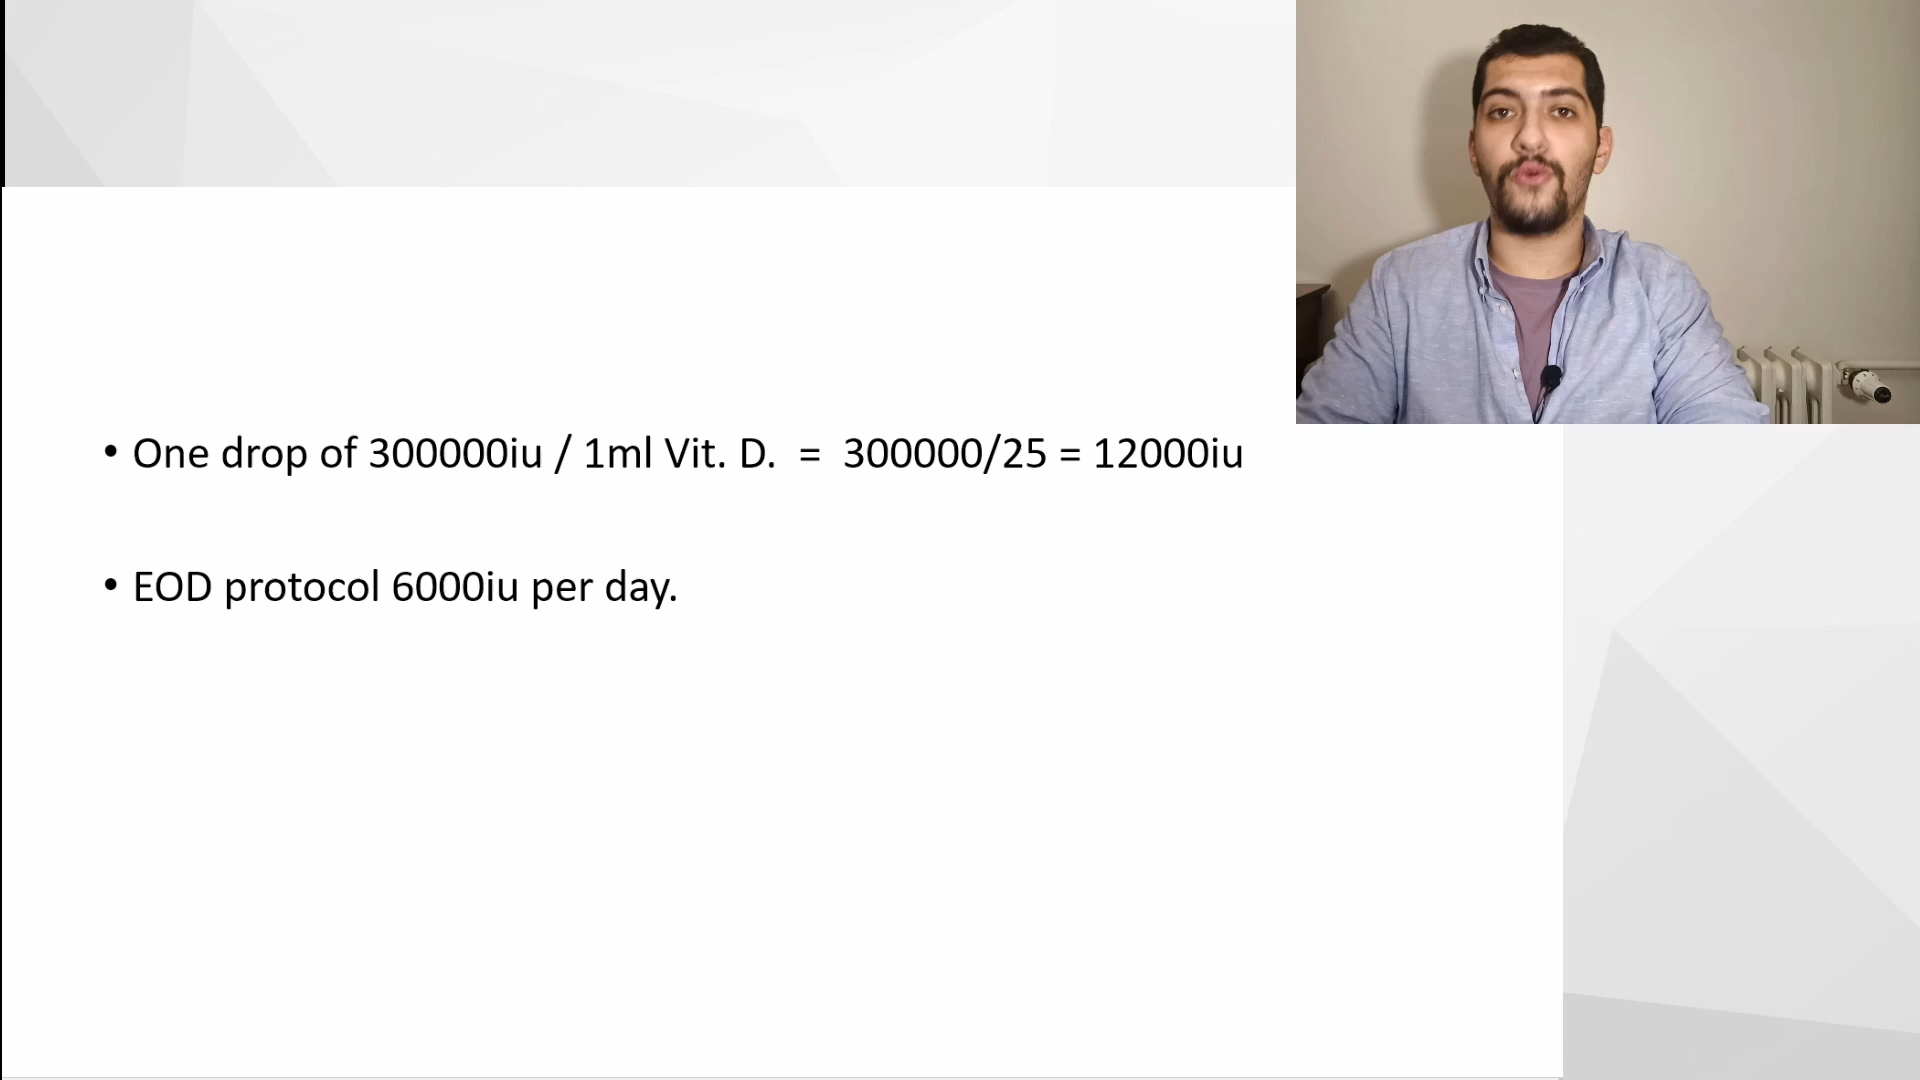 • One drop of 300000iu / 1ml Vit. D.  =  300000/25 = 12000iu
• EOD protocol 6000iu per day.